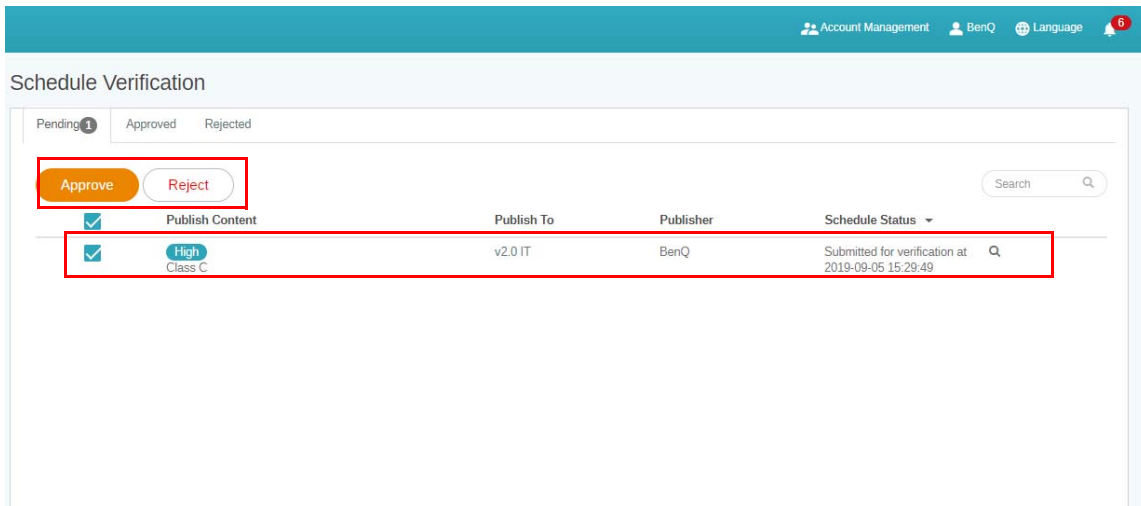 Account Management BenQ Language 6
Schedule Verification
Pending 1 Approved Rejected
Approve Reject Search
Publish Content Publish To Publisher Schedule Status
High v2.0 IT BenQ Submitted for verification at
Class C 2019-09-05 15:29:49